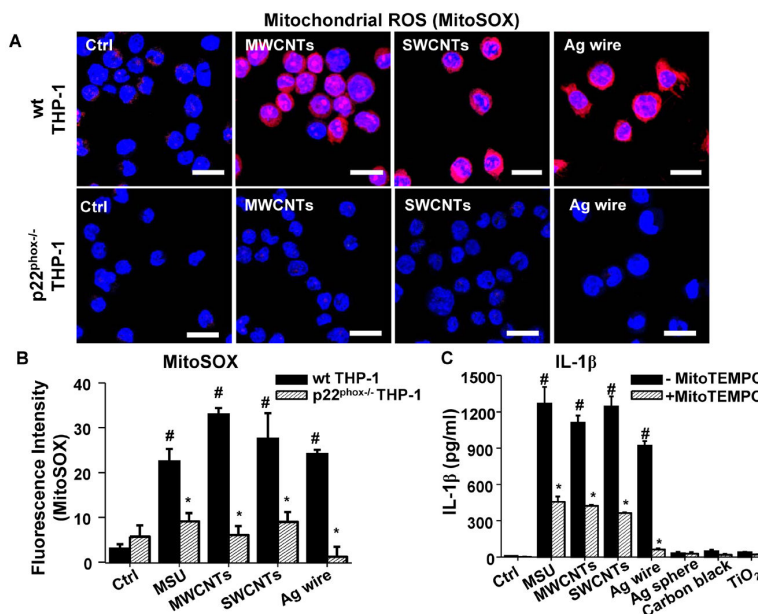 Mitochondrial ROS (MitoSOX)
A
Ctrl
MWCNTs
SWCNTs
Ag wire
wt
THP-1
Ctrl
MWCNTs
SWCNTs
Ag wire
p22phox-/-
THP-1
B
MitoSOX
wt THP-1
p22phox-/- THP-1
Fluorescence Intensity
(MitoSOX)
40
30
20
10
0
# # # #
* * * *
Ctrl
MSU
MWCNTs
SWCNTs
Ag wire
C
IL-1β
- MitoTEMPO
+MitoTEMPO
IL-1β (pg/ml)
1500
1200
900
600
300
0
# # # #
* * * *
Ctrl
MSU
MWCNTs
SWCNTs
Ag wire
Ag sphere
Carbon black
TiO2